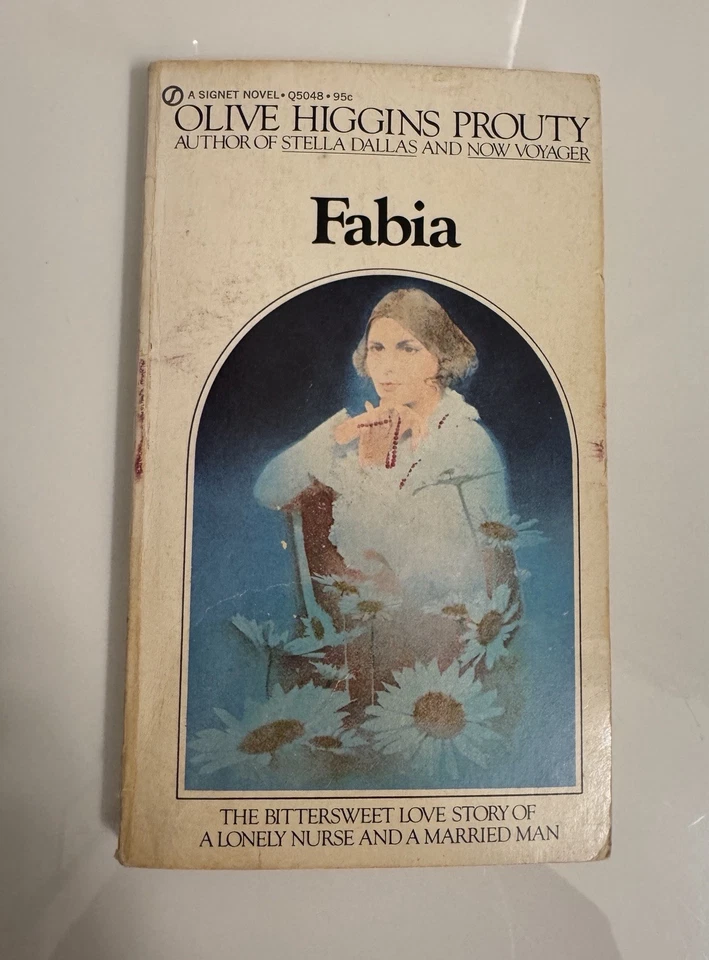 A SIGNET NOVEL • Q5048 • 95c
OLIVE HIGGINS PROUTY
AUTHOR OF STELLA DALLAS AND NOW VOYAGER
Fabia
THE BITTERSWEET LOVE STORY OF
A LONELY NURSE AND A MARRIED MAN